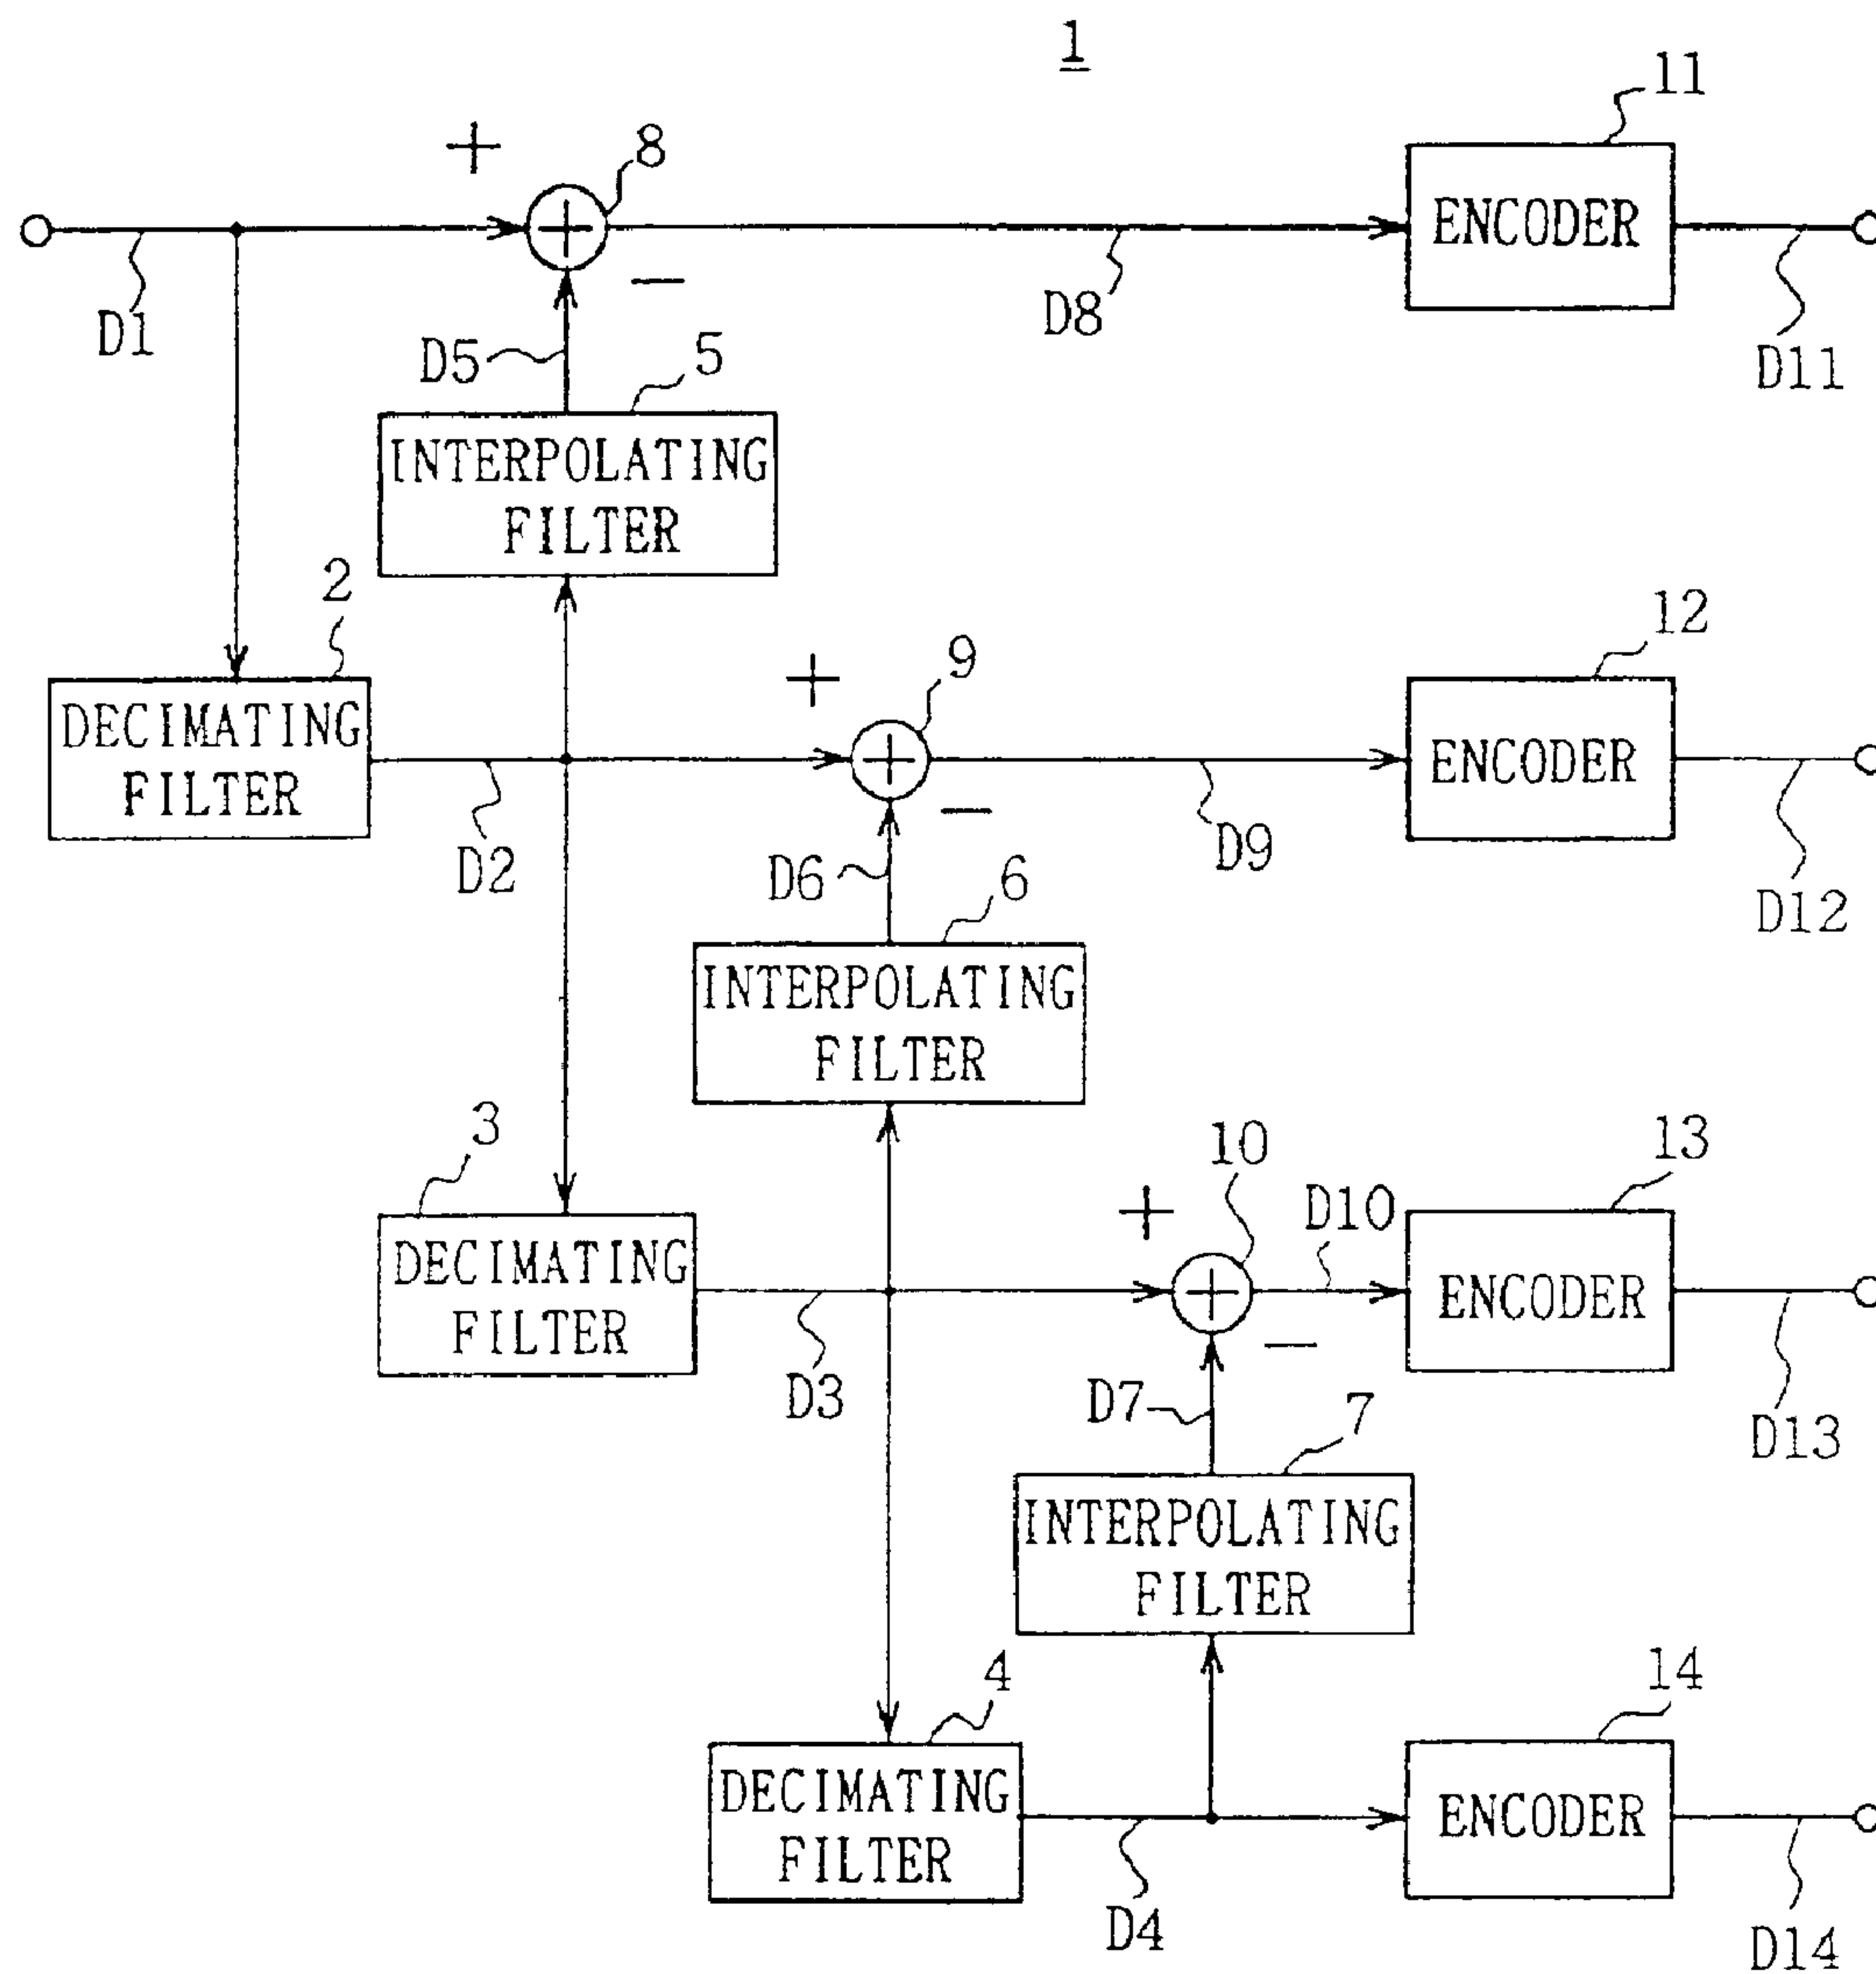 1
11
+
8
ENCODER
−
D1
D5
5
D8
D11
INTERPOLATING
FILTER
2
12
+
9
DECIMATING
FILTER
ENCODER
−
D2
D6
6
D9
D12
INTERPOLATING
FILTER
3
10
13
+
D10
DECIMATING
FILTER
ENCODER
−
D3
D7
7
D13
INTERPOLATING
FILTER
4
14
DECIMATING
FILTER
ENCODER
D4
D14